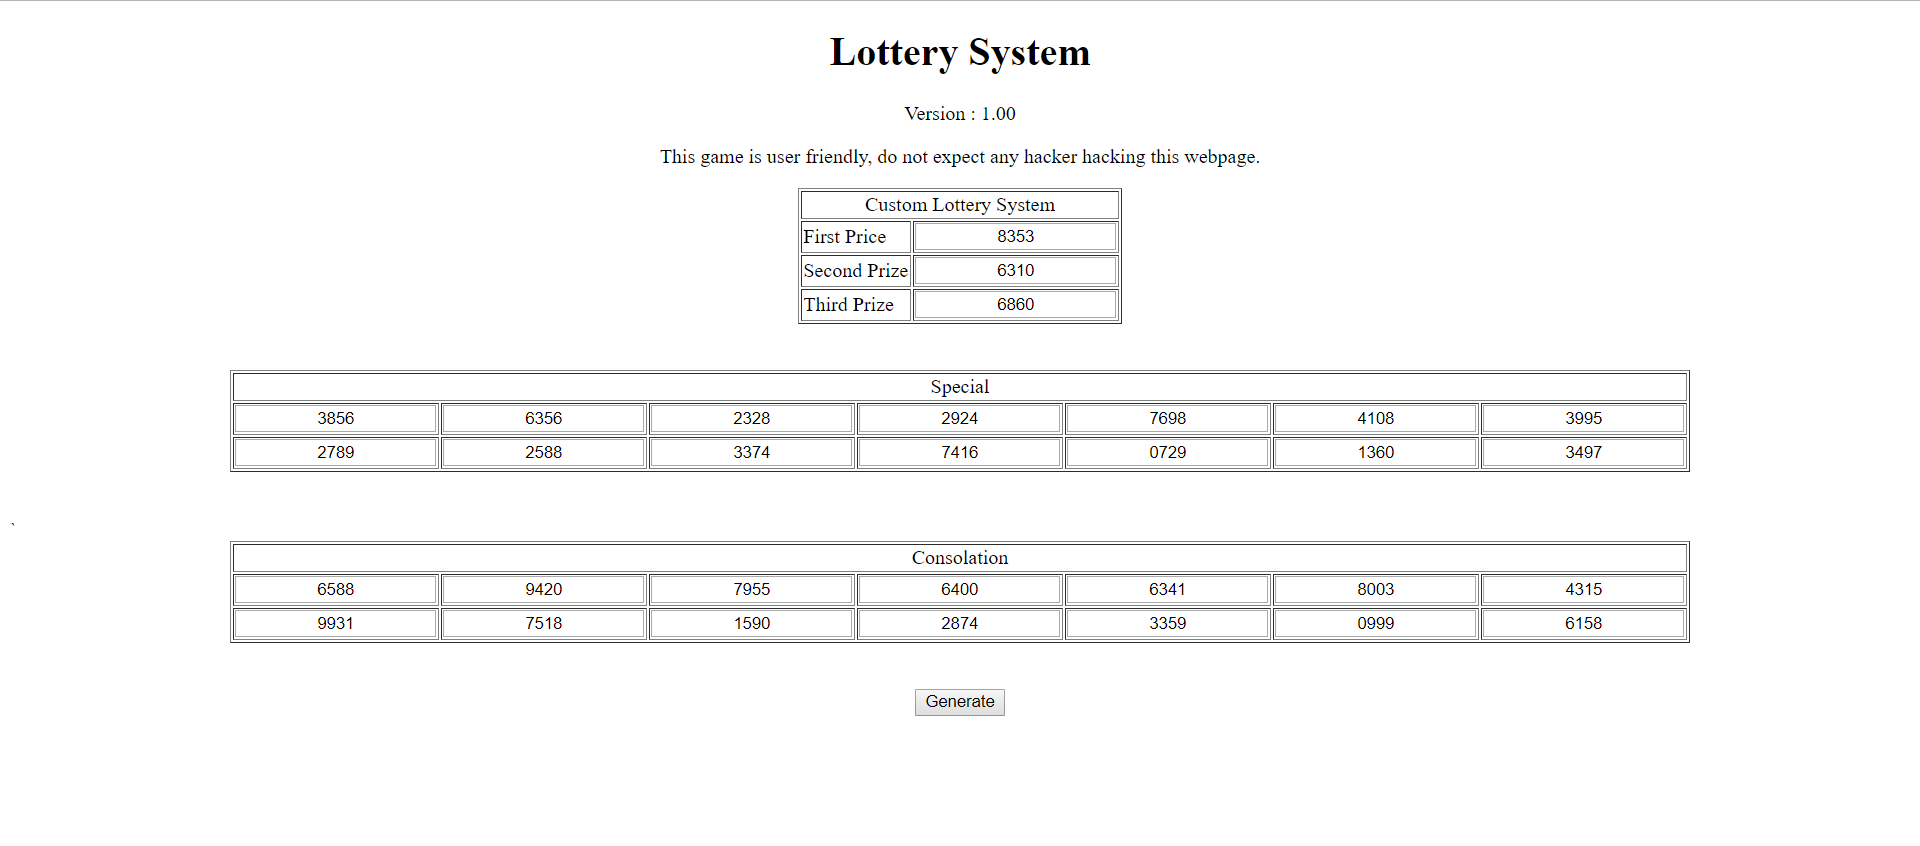 Lottery System
Version : 1.00
This game is user friendly, do not expect any hacker hacking this webpage.
Custom Lottery System
First Price 8353
Second Prize 6310
Third Prize 6860
Special
3856 6356 2328 2924 7698 4108 3995
2789 2588 3374 7416 0729 1360 3497
`
Consolation
6588 9420 7955 6400 6341 8003 4315
9931 7518 1590 2874 3359 0999 6158
Generate